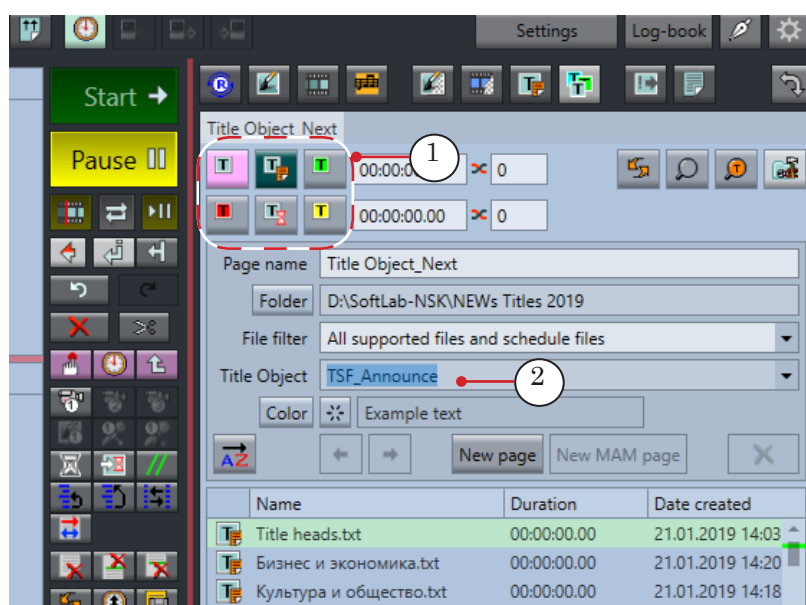 Settings
Log-book
Start
Pause
Title Object Next
1
00:00:0
0
00:00:00.00
0
Page name
Title Object_Next
Folder
D:\SoftLab-NSK\NEWs Titles 2019
File filter
All supported files and schedule files
Title Object
TSF_Announce
2
Color
Example text
AZ
New page
New MAM page
Name Duration Date created
Title heads.txt 00:00:00.00 21.01.2019 14:03
Бизнес и экономика.txt 00:00:00.00 21.01.2019 14:20
Культура и общество.txt 00:00:00.00 21.01.2019 14:18